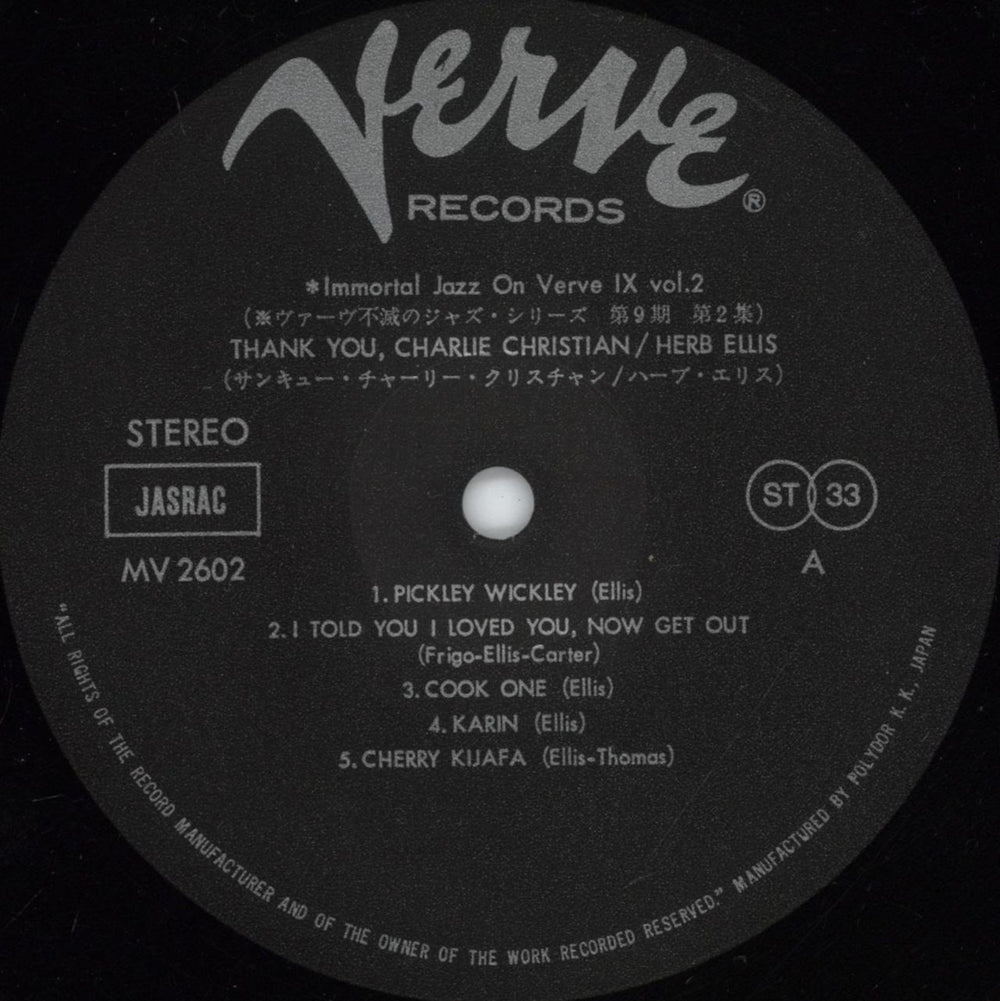 Verve
RECORDS ®
*Immortal Jazz On Verve IX vol.2
(※ヴァーヴ不滅のジャズ・シリーズ 第9期 第2集)
THANK YOU, CHARLIE CHRISTIAN/HERB ELLIS
(サンキュー・チャーリー・クリスチャン/ハーブ・エリス)
STEREO
JASRAC
MV 2602
ST 33
A
1. PICKLEY WICKLEY (Ellis)
2. I TOLD YOU I LOVED YOU, NOW GET OUT
(Frigo-Ellis-Carter)
3. COOK ONE (Ellis)
4. KARIN (Ellis)
5. CHERRY KIJAFA (Ellis-Thomas)
"ALL RIGHTS OF THE RECORD MANUFACTURER AND OF THE OWNER OF THE WORK RECORDED RESERVED." MANUFACTURED BY POLYDOR K. K., JAPAN